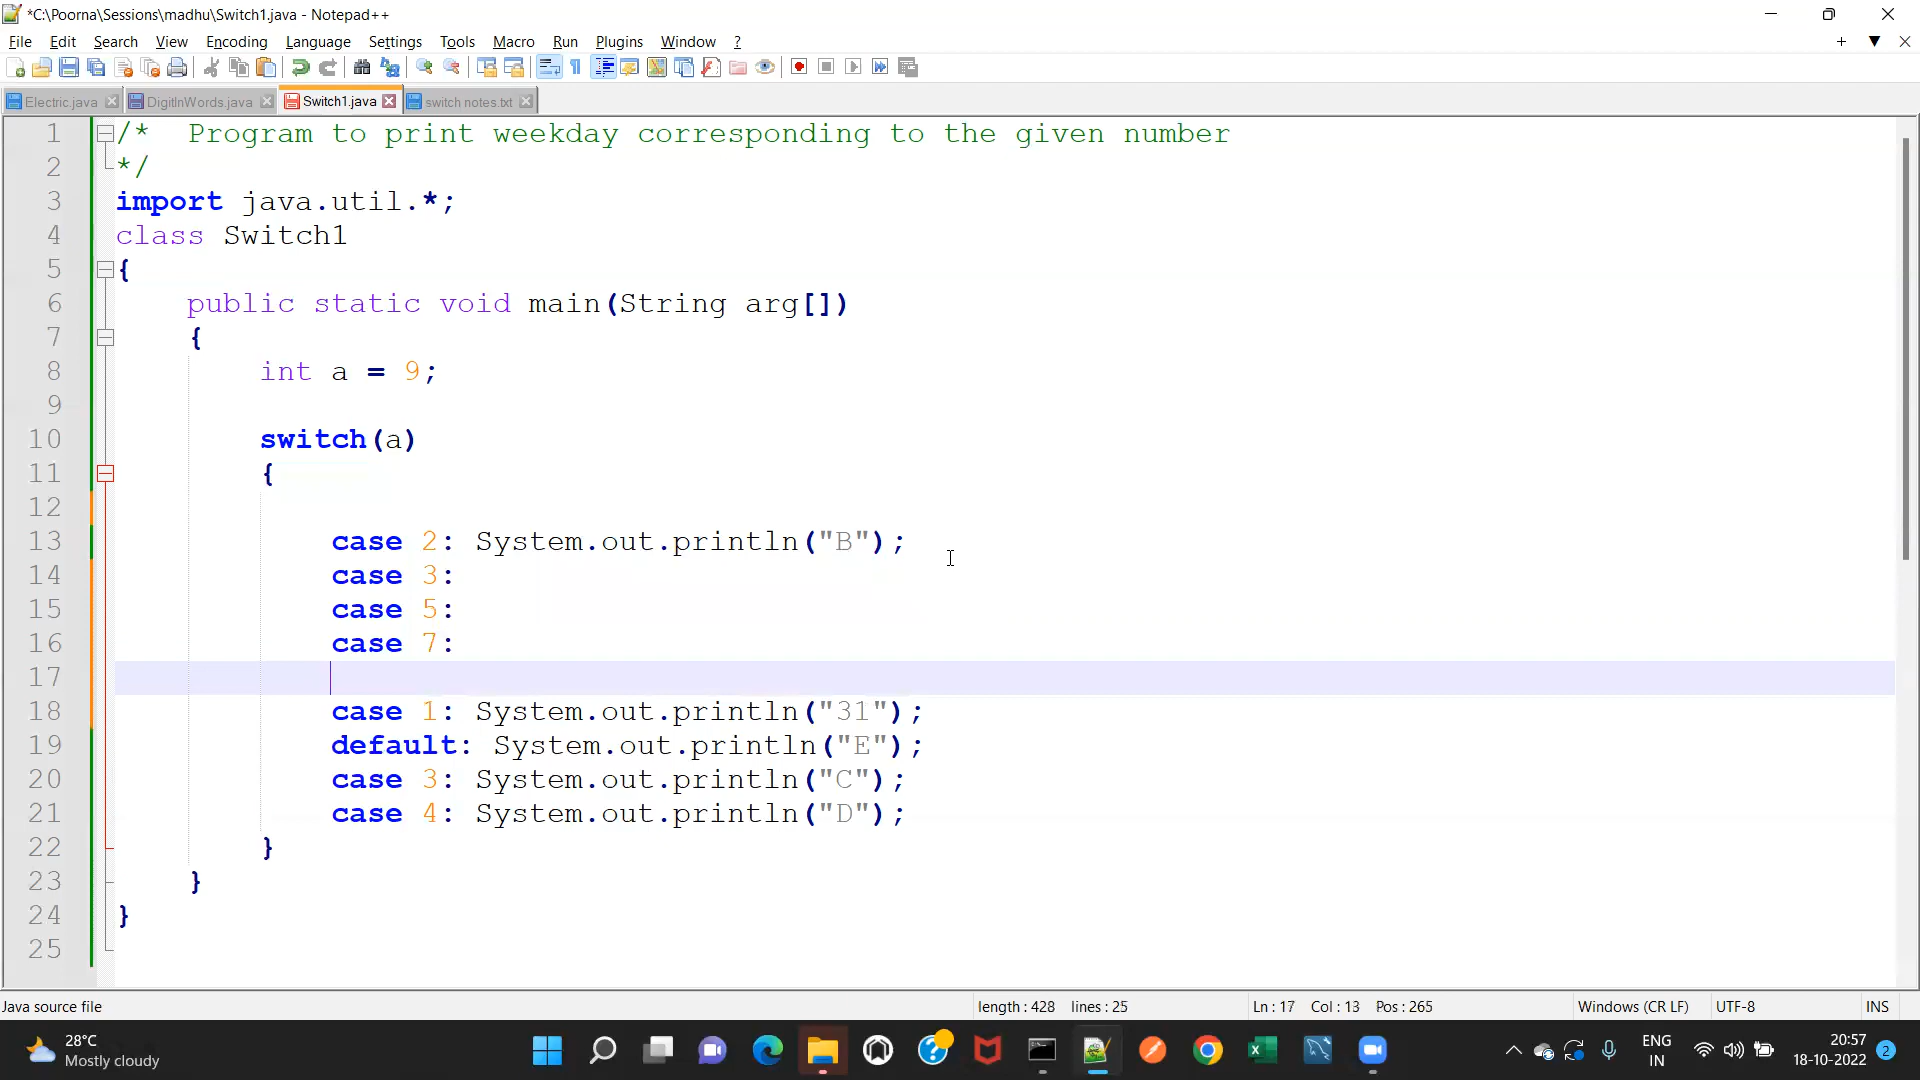 *C:\Poorna\Sessions\madhu\Switch1.java - Notepad++
File Edit Search View Encoding Language Settings Tools Macro Run Plugins Window ?
Electric.java DigitInWords.java Switch1.java switch notes.txt
1 /* Program to print weekday corresponding to the given number
2 */
3 import java.util.*;
4 class Switch1
5 {
6 public static void main(String arg[])
7 {
8 int a = 9;
9
10 switch(a)
11 {
12
13 case 2: System.out.println("B");
14 case 3:
15 case 5:
16 case 7:
17
18 case 1: System.out.println("31");
19 default: System.out.println("E");
20 case 3: System.out.println("C");
21 case 4: System.out.println("D");
22 }
23 }
24 }
25
Java source file length : 428 lines : 25 Ln : 17 Col : 13 Pos : 265 Windows (CR LF) UTF-8 INS
28°C
Mostly cloudy
ENG
IN
20:57
18-10-2022
2